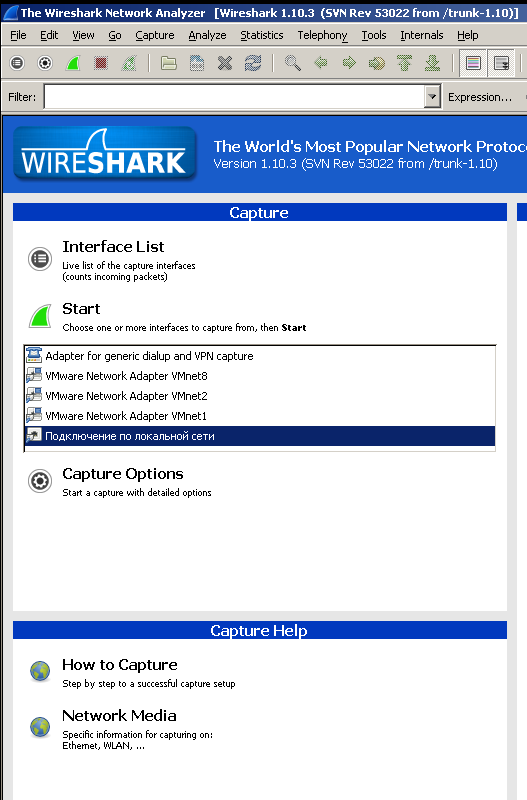 The Wireshark Network Analyzer [Wireshark 1.10.3 (SVN Rev 53022 from /trunk-1.10)]
File Edit View Go Capture Analyze Statistics Telephony Tools Internals Help
Filter: Expression...
WIRESHARK
The World's Most Popular Network Protoc
Version 1.10.3 (SVN Rev 53022 from /trunk-1.10)
Capture
Interface List
Live list of the capture interfaces
(counts incoming packets)
Start
Choose one or more interfaces to capture from, then Start
Adapter for generic dialup and VPN capture
VMware Network Adapter VMnet8
VMware Network Adapter VMnet2
VMware Network Adapter VMnet1
Подключение по локальной сети
Capture Options
Start a capture with detailed options
Capture Help
How to Capture
Step by step to a successful capture setup
Network Media
Specific information for capturing on:
Ethernet, WLAN, ...